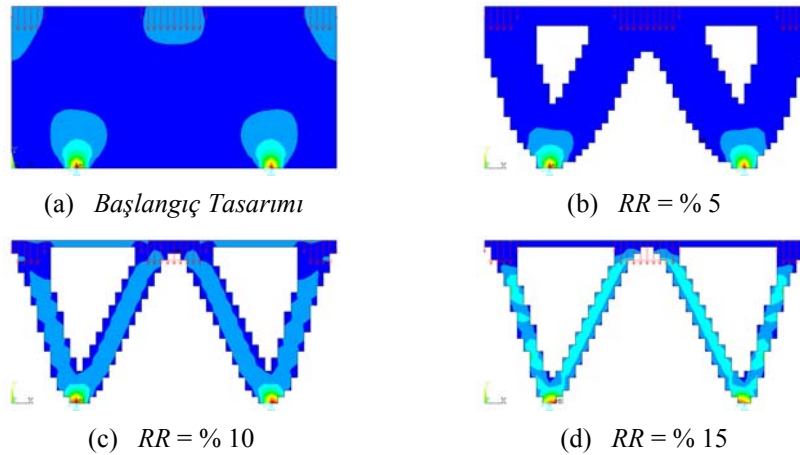 (a) Başlangıç Tasarımı
(b) RR = % 5
(c) RR = % 10
(d) RR = % 15